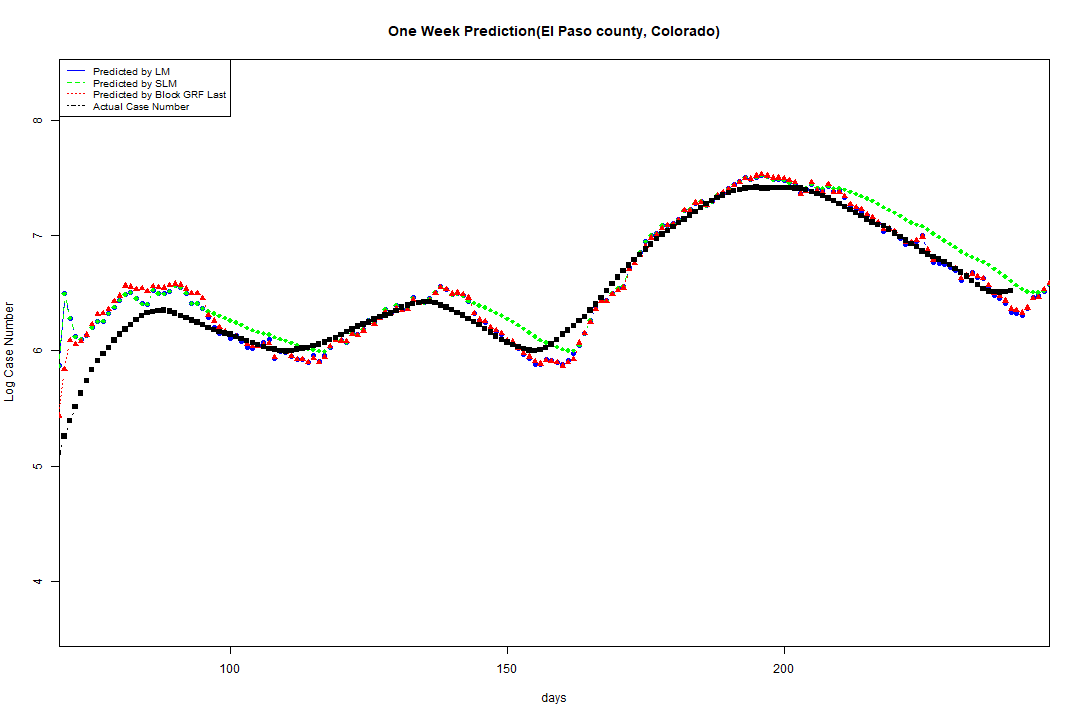 One Week Prediction(El Paso county, Colorado)
Predicted by LM
Predicted by SLM
Predicted by Block GRF Last
Actual Case Number
8
7
6
5
4
Log Case Number
100
150
200
days